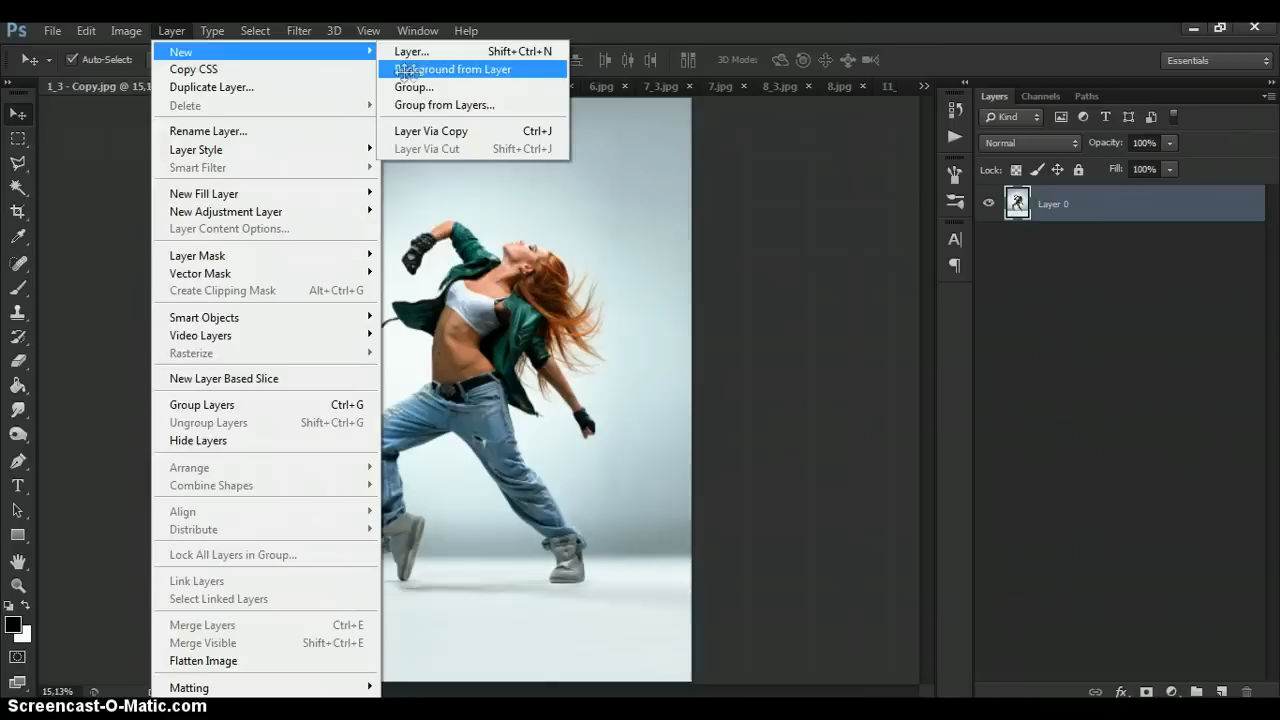 Ps File Edit Image Layer Type Select Filter 3D View Window Help
Auto-Select: 3D Mode: Essentials
1_3 - Copy.jpg @ 15.1 6.jpg × 7_3.jpg × 7.jpg × 8_3.jpg × 8.jpg × 11_ >>
New
Copy CSS
Duplicate Layer...
Delete
Rename Layer...
Layer Style
Smart Filter
New Fill Layer
New Adjustment Layer
Layer Content Options...
Layer Mask
Vector Mask
Create Clipping Mask Alt+Ctrl+G
Smart Objects
Video Layers
Rasterize
New Layer Based Slice
Group Layers Ctrl+G
Ungroup Layers Shift+Ctrl+G
Hide Layers
Arrange
Combine Shapes
Align
Distribute
Lock All Layers in Group...
Link Layers
Select Linked Layers
Merge Layers Ctrl+E
Merge Visible Shift+Ctrl+E
Flatten Image
Matting
Layer... Shift+Ctrl+N
Background from Layer
Group...
Group from Layers...
Layer Via Copy Ctrl+J
Layer Via Cut Shift+Ctrl+J
Layers Channels Paths
Kind
Normal Opacity: 100%
Lock: Fill: 100%
Layer 0
15,13%
Screencast-O-Matic.com